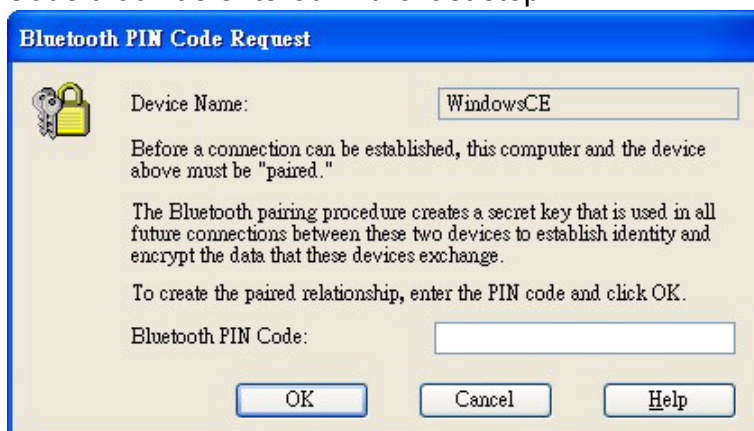 Bluetooth PIN Code Request
Device Name: WindowsCE
Before a connection can be established, this computer and the device
above must be "paired."
The Bluetooth pairing procedure creates a secret key that is used in all
future connections between these two devices to establish identity and
encrypt the data that these devices exchange.
To create the paired relationship, enter the PIN code and click OK.
Bluetooth PIN Code:
OK Cancel Help